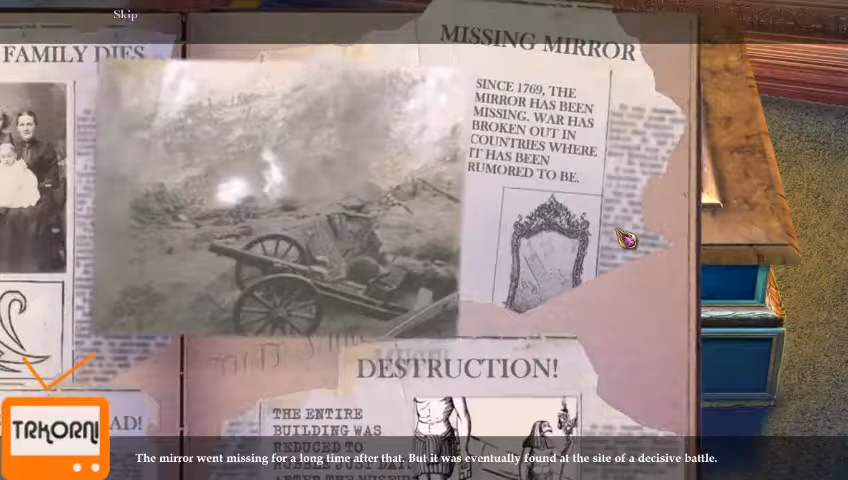 Skip
FAMILY DIES
MISSING MIRROR
SINCE 1769, THE
MIRROR HAS BEEN
MISSING. WAR HAS
BROKEN OUT IN
COUNTRIES WHERE
IT HAS BEEN
RUMORED TO BE.
DESTRUCTION!
THE ENTIRE
BUILDING WAS
REDUCED TO
AD!
TRKORNI
The mirror went missing for a long time after that. But it was eventually found at the site of a decisive battle.